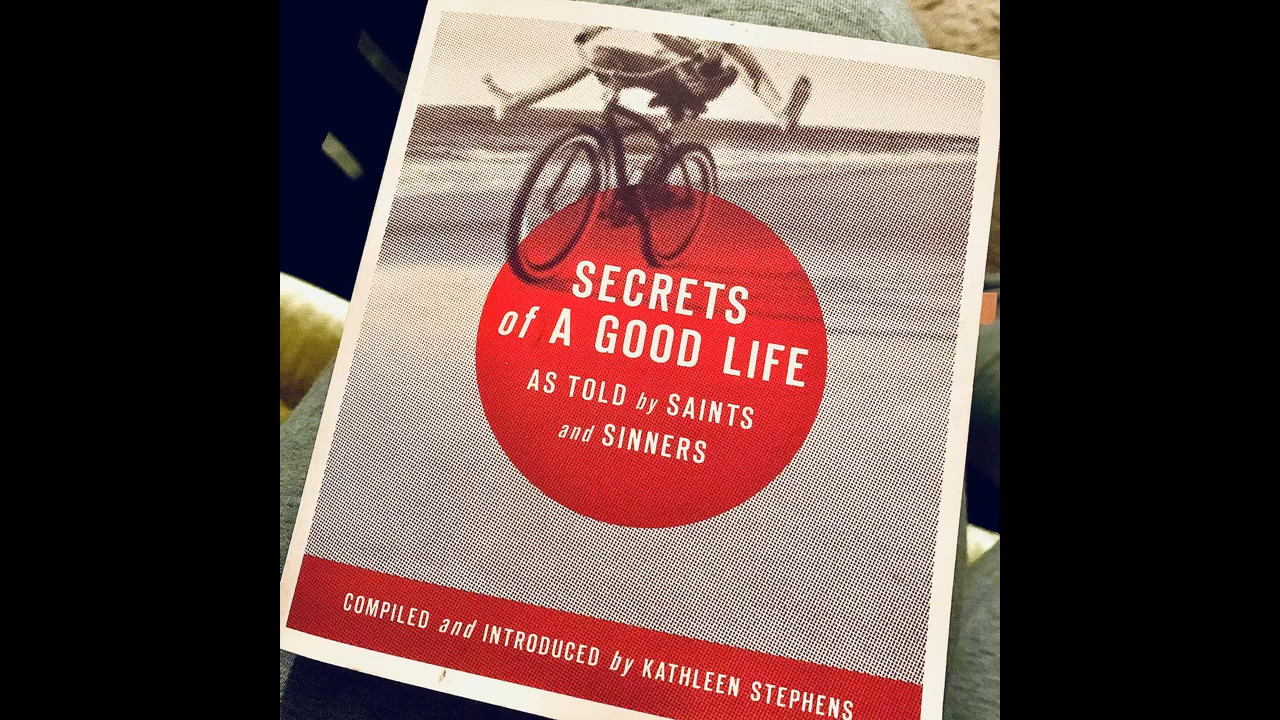 SECRETS
of A GOOD LIFE
AS TOLD by SAINTS
and SINNERS
COMPILED and INTRODUCED by KATHLEEN STEPHENS